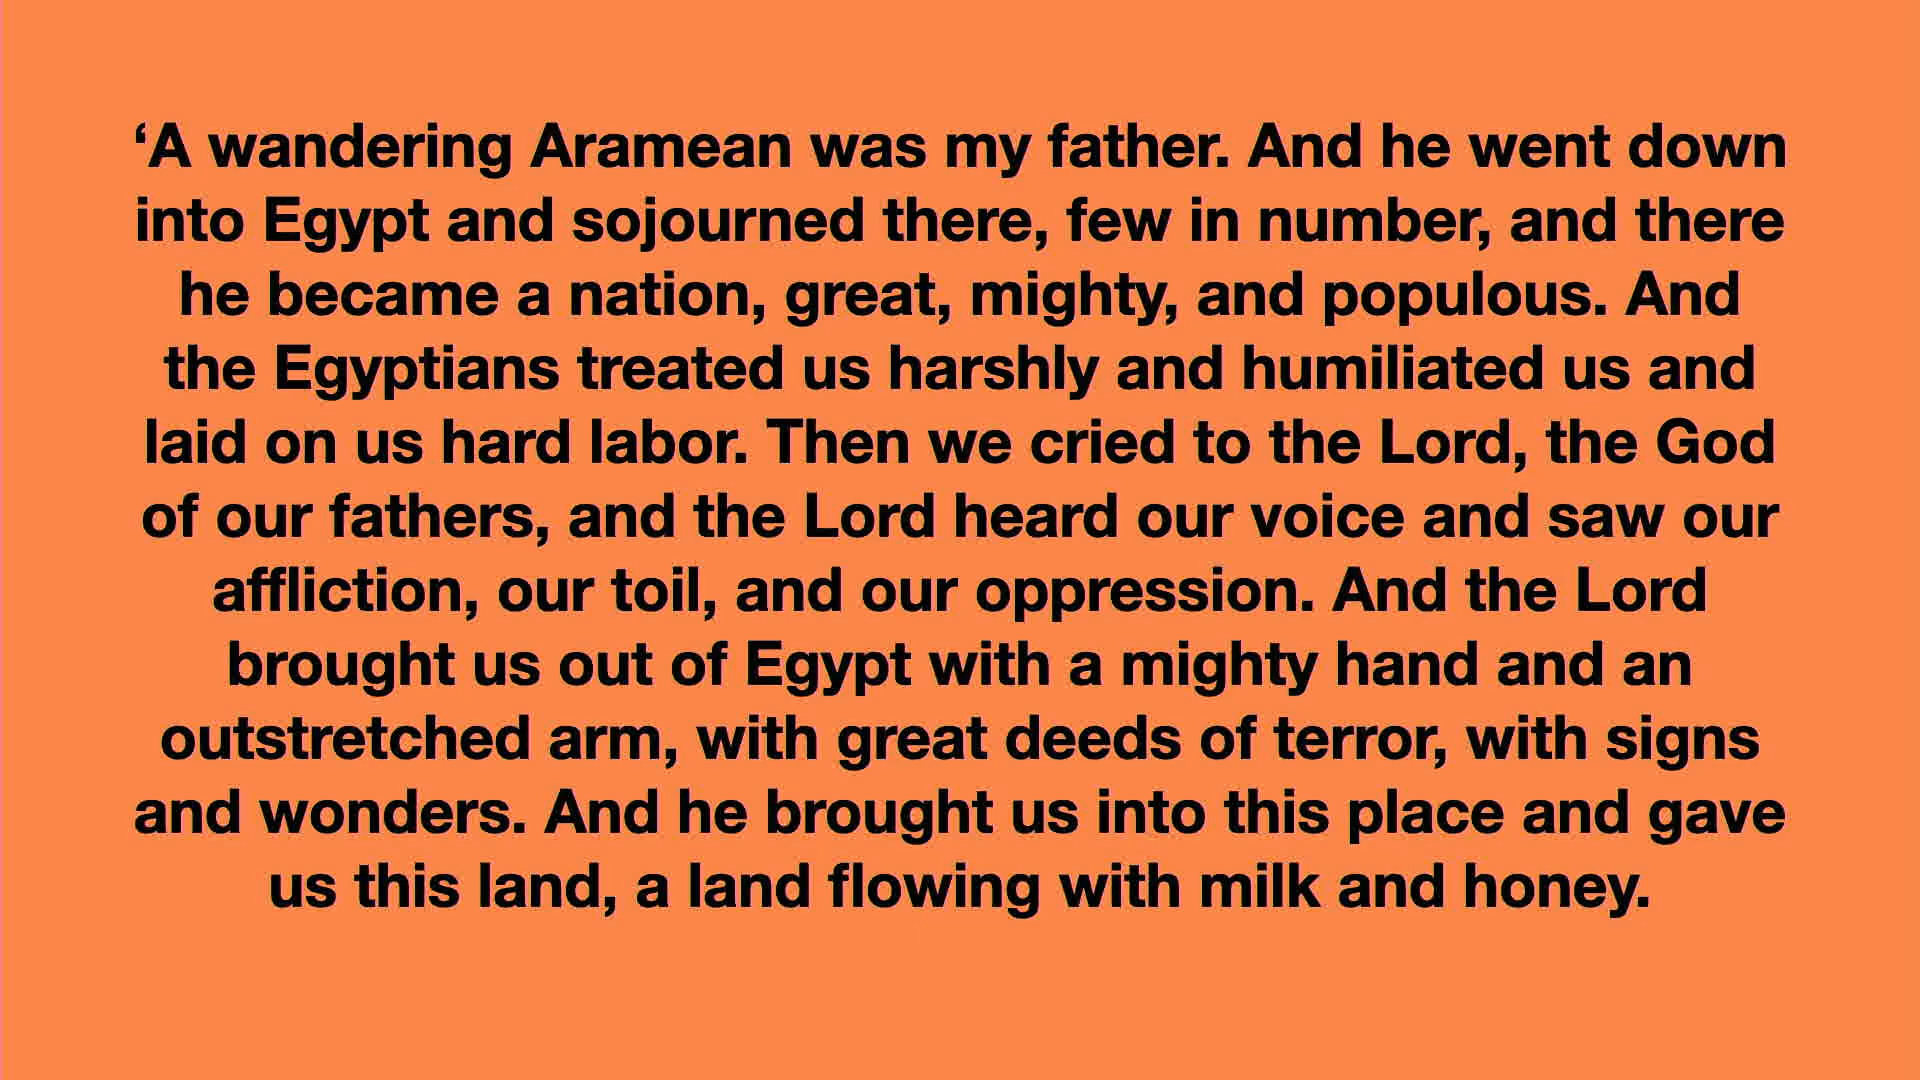 ‘A wandering Aramean was my father. And he went down
into Egypt and sojourned there, few in number, and there
he became a nation, great, mighty, and populous. And
the Egyptians treated us harshly and humiliated us and
laid on us hard labor. Then we cried to the Lord, the God
of our fathers, and the Lord heard our voice and saw our
affliction, our toil, and our oppression. And the Lord
brought us out of Egypt with a mighty hand and an
outstretched arm, with great deeds of terror, with signs
and wonders. And he brought us into this place and gave
us this land, a land flowing with milk and honey.